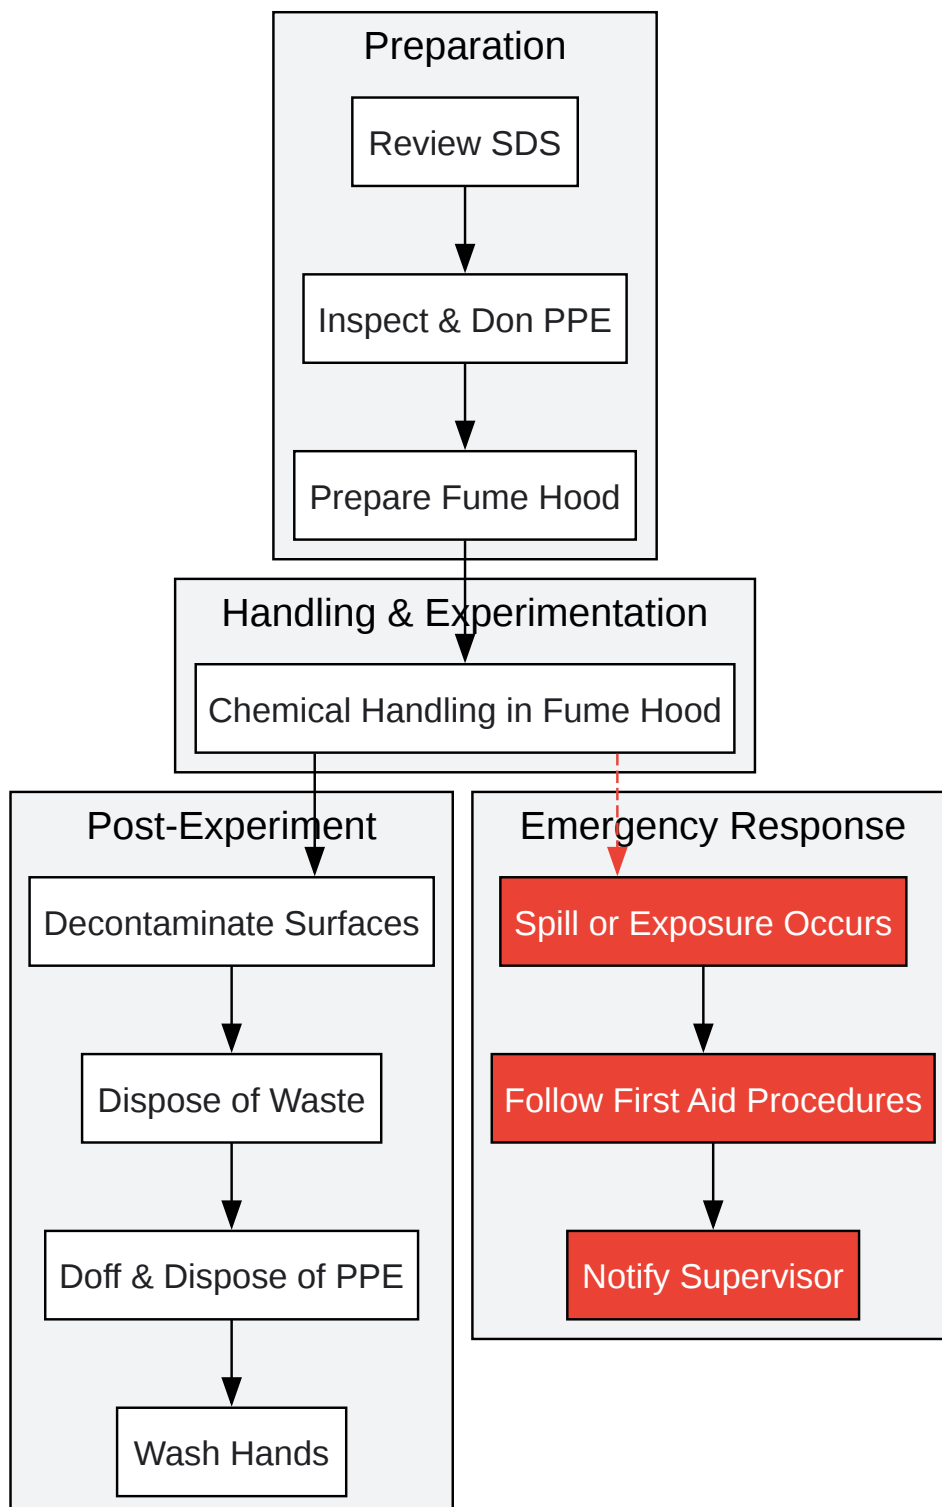 Preparation
Review SDS
Inspect & Don PPE
Prepare Fume Hood
Handling & Experimentation
Chemical Handling in Fume Hood
Post-Experiment
Decontaminate Surfaces
Dispose of Waste
Doff & Dispose of PPE
Wash Hands
Emergency Response
Spill or Exposure Occurs
Follow First Aid Procedures
Notify Supervisor